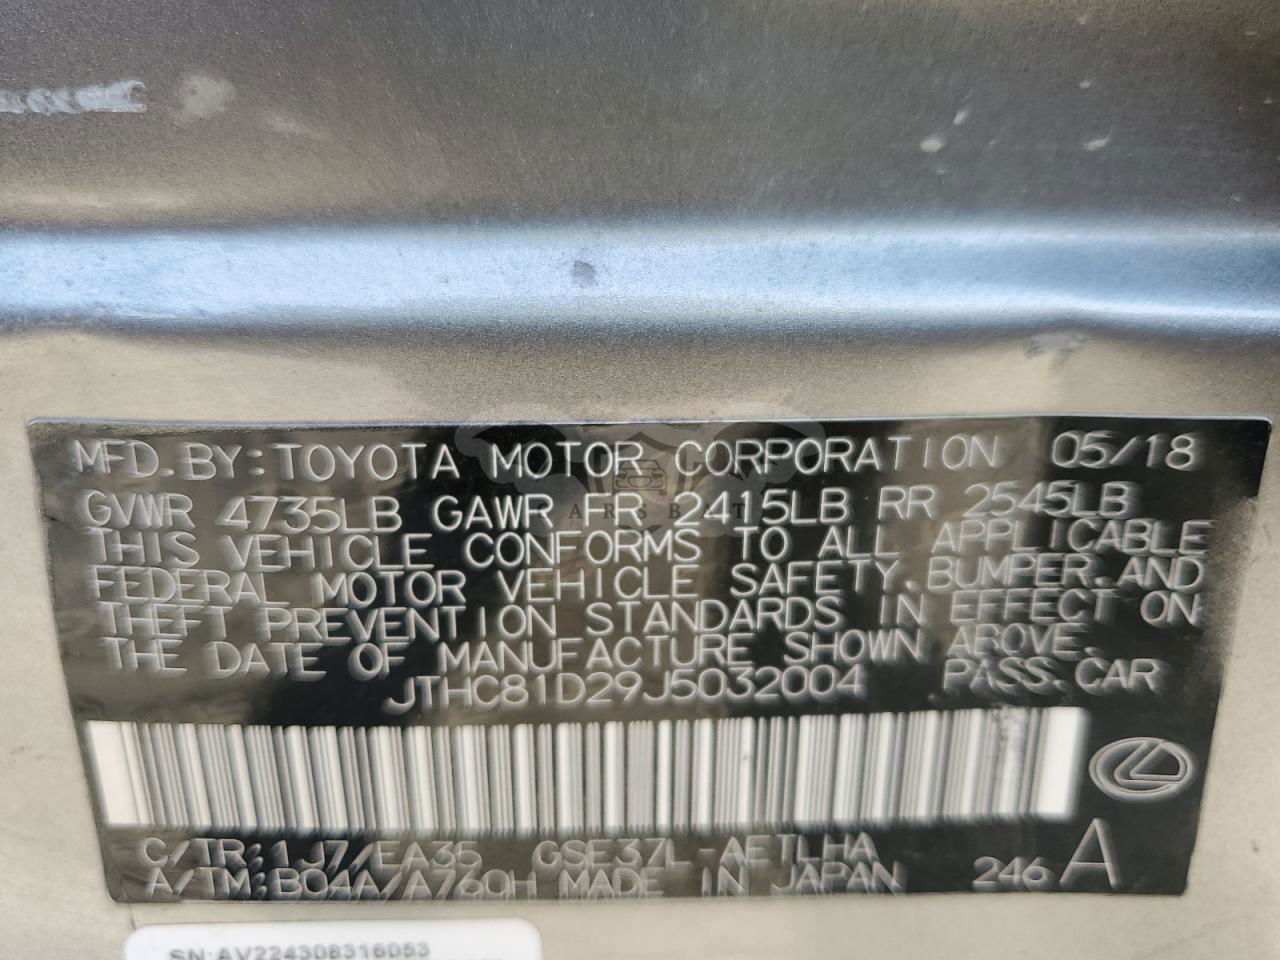 MFD. BY: TOYOTA MOTOR CORPORATION 05/18
GVWR 4735LB GAWR FR 2415LB RR 2545LB
THIS VEHICLE CONFORMS TO ALL APPLICABLE
FEDERAL MOTOR VEHICLE SAFETY, BUMPER, AND
THEFT PREVENTION STANDARDS IN EFFECT ON
THE DATE OF MANUFACTURE SHOWN ABOVE.
JTHC81D29J5032004 PASS. CAR
C/TR: 1J7/EA35 GSE37L-AETLHA
A/TM: B04A/A760H MADE IN JAPAN 246 A
SN: AV224308316053
CARSBAT